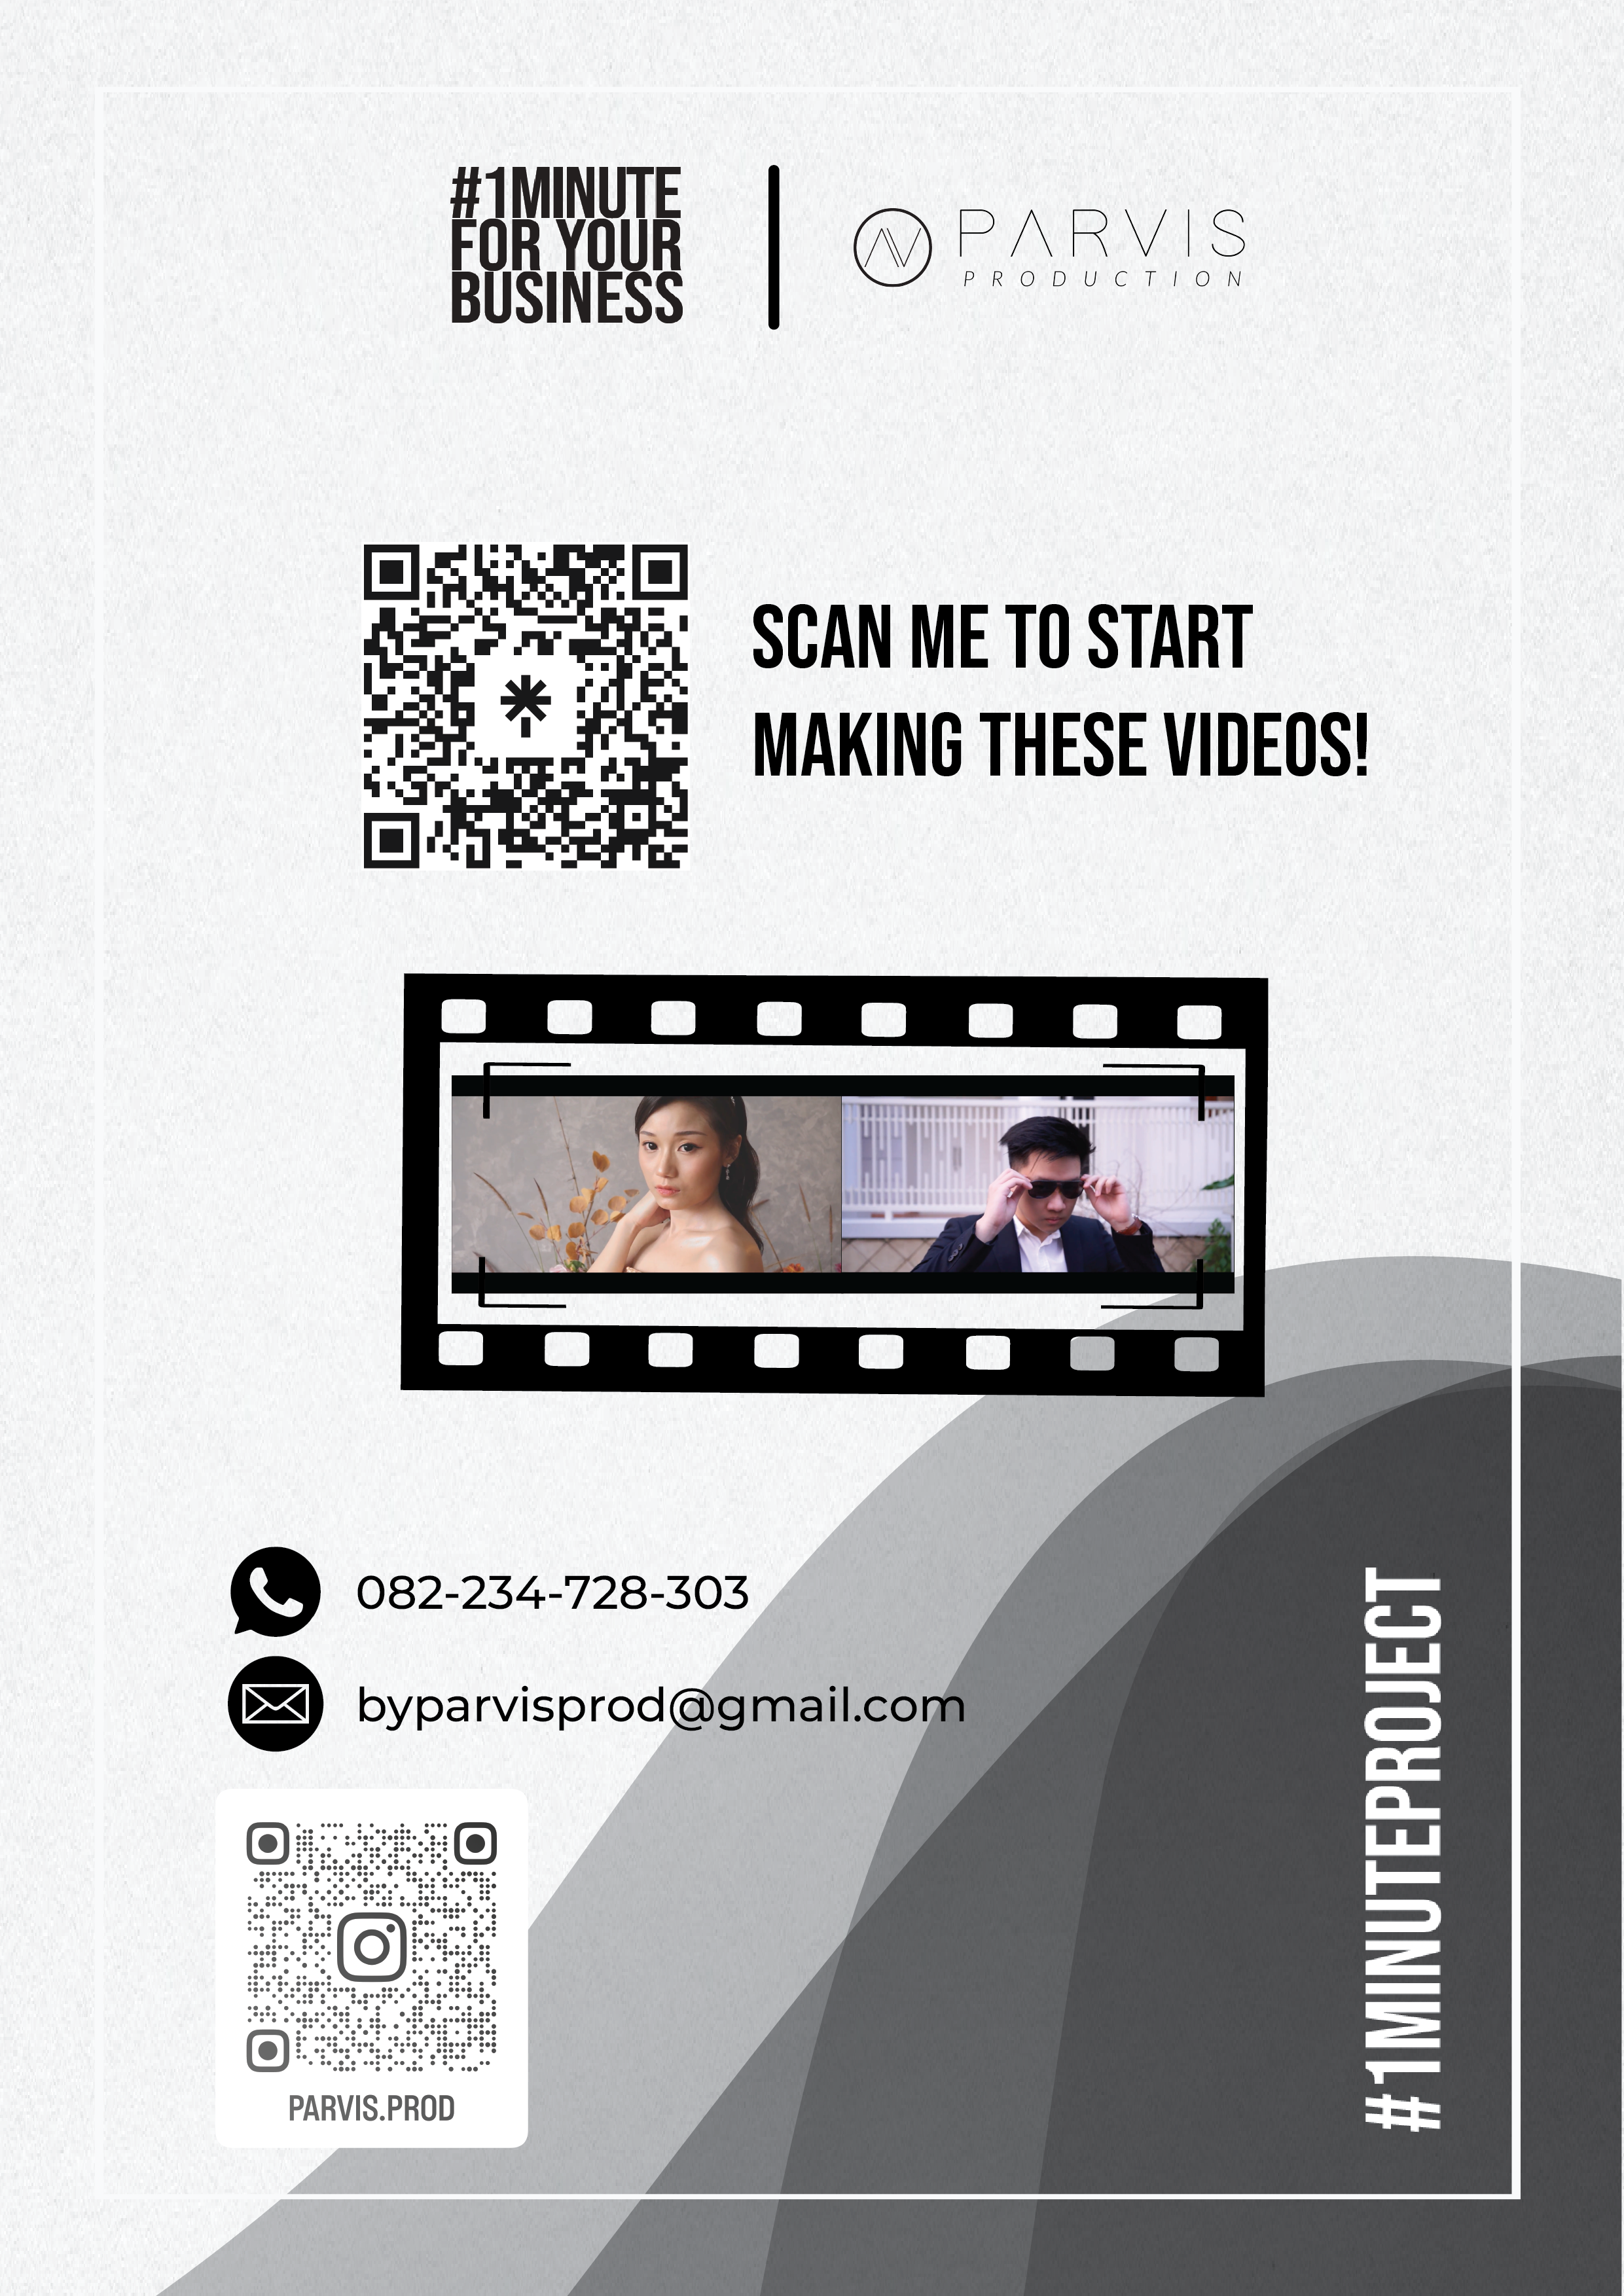 #1MINUTE
FOR YOUR
BUSINESS
PARVIS
PRODUCTION
SCAN ME TO START
MAKING THESE VIDEOS!
082-234-728-303
byparvisprod@gmail.com
PARVIS.PROD
#1MINUTEPROJECT